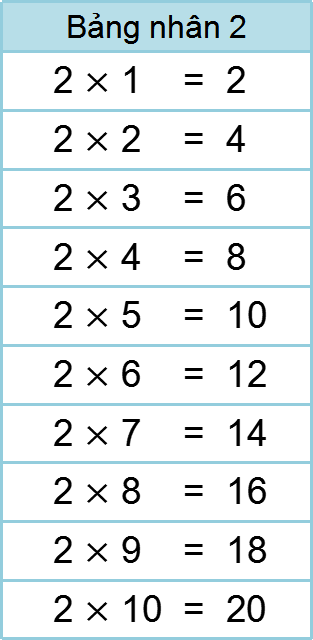 Bảng nhân 2
2 × 1 = 2
2 × 2 = 4
2 × 3 = 6
2 × 4 = 8
2 × 5 = 10
2 × 6 = 12
2 × 7 = 14
2 × 8 = 16
2 × 9 = 18
2 × 10 = 20